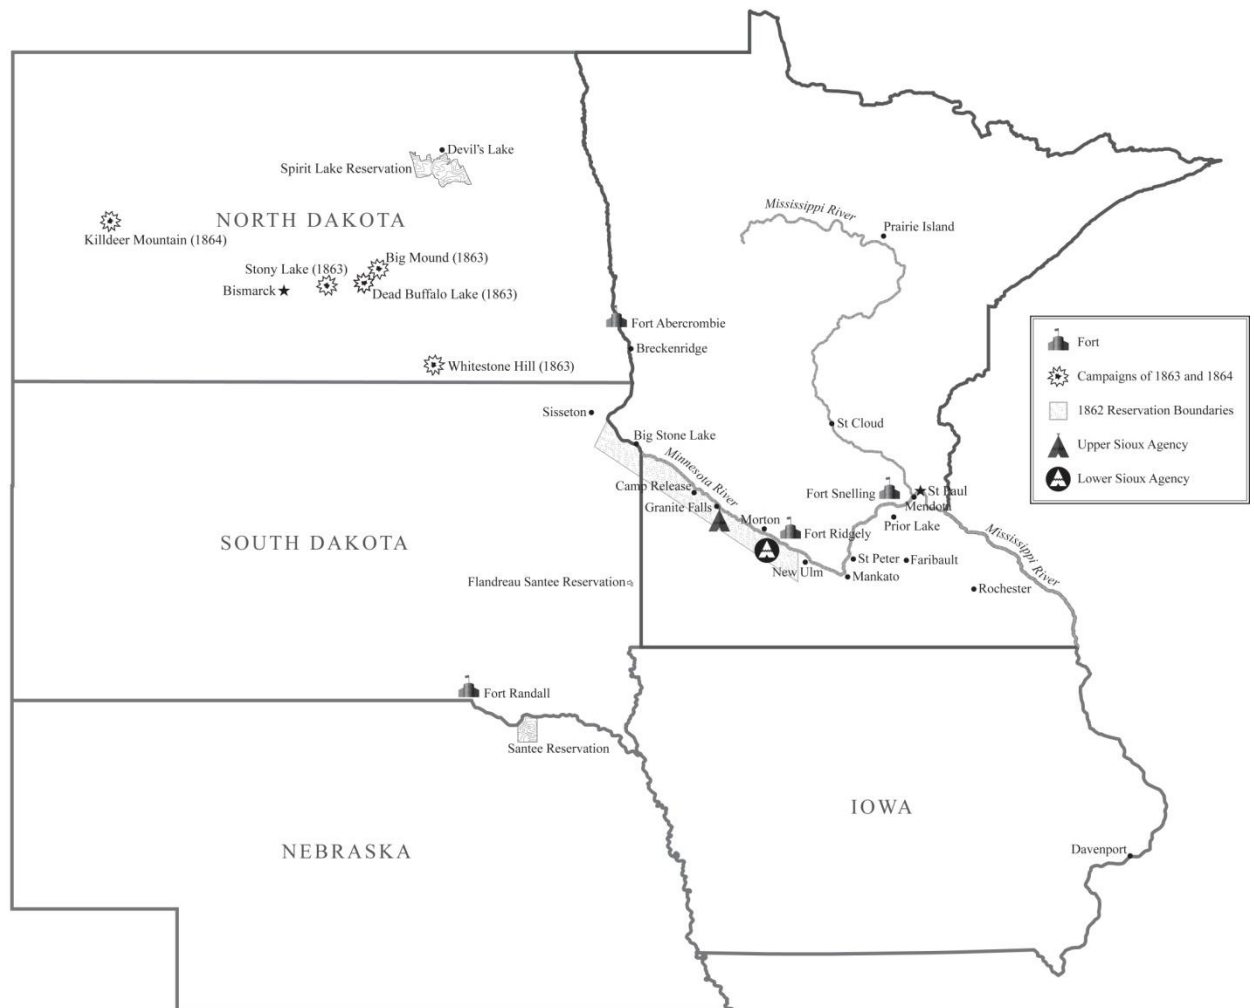 Devil's Lake
Spirit Lake Reservation
NORTH DAKOTA
Killdeer Mountain (1864)
Big Mound (1863)
Stony Lake (1863)
Bismarck
Dead Buffalo Lake (1863)
Whitestone Hill (1863)
Mississippi River
Prairie Island
Fort Abercrombie
Breckenridge
Fort
Campaigns of 1863 and 1864
1862 Reservation Boundaries
Upper Sioux Agency
Lower Sioux Agency
Sisseton
Big Stone Lake
St Cloud
Minnesota River
Camp Release
Granite Falls
Morton
Fort Ridgely
New Ulm
Fort Snelling
St Paul
Mendota
Prior Lake
Mississippi River
St Peter
Faribault
Mankato
Rochester
SOUTH DAKOTA
Flandreau Santee Reservation
Fort Randall
Santee Reservation
NEBRASKA
IOWA
Davenport